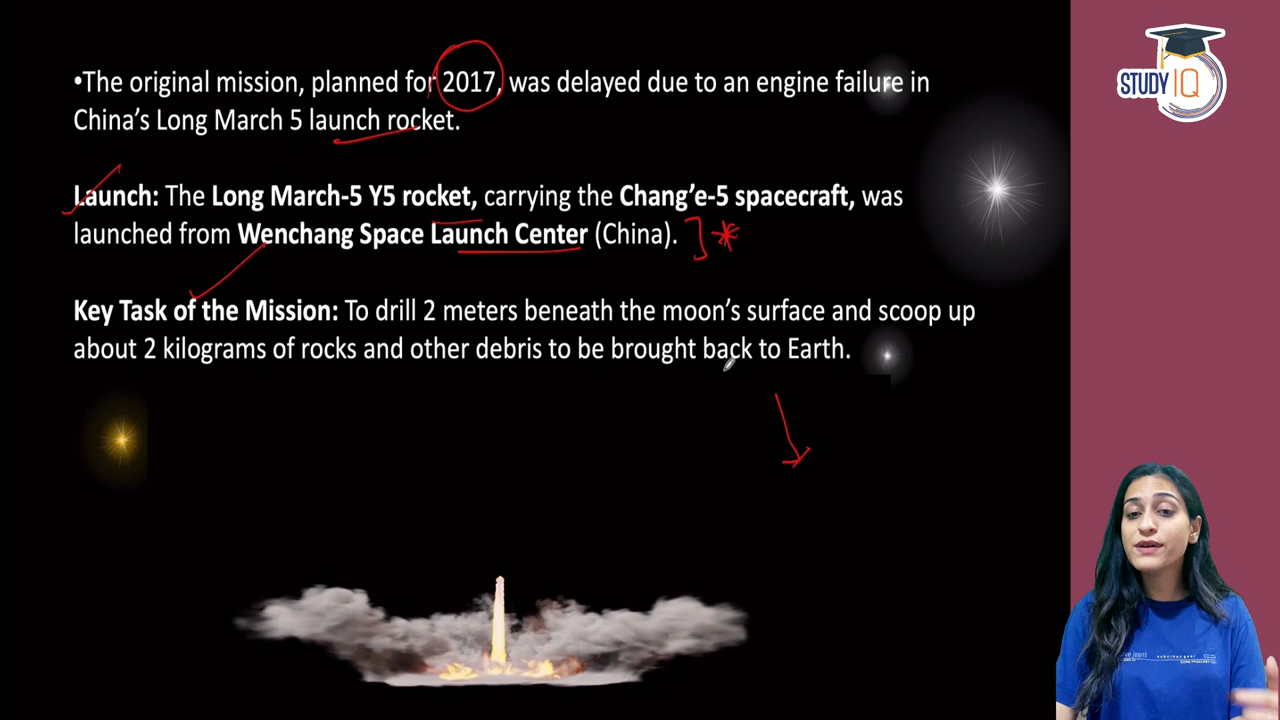 •The original mission, planned for 2017, was delayed due to an engine failure in
China’s Long March 5 launch rocket.
Launch: The Long March-5 Y5 rocket, carrying the Chang’e-5 spacecraft, was
launched from Wenchang Space Launch Center (China).
Key Task of the Mission: To drill 2 meters beneath the moon’s surface and scoop up
about 2 kilograms of rocks and other debris to be brought back to Earth.
STUDY IQ